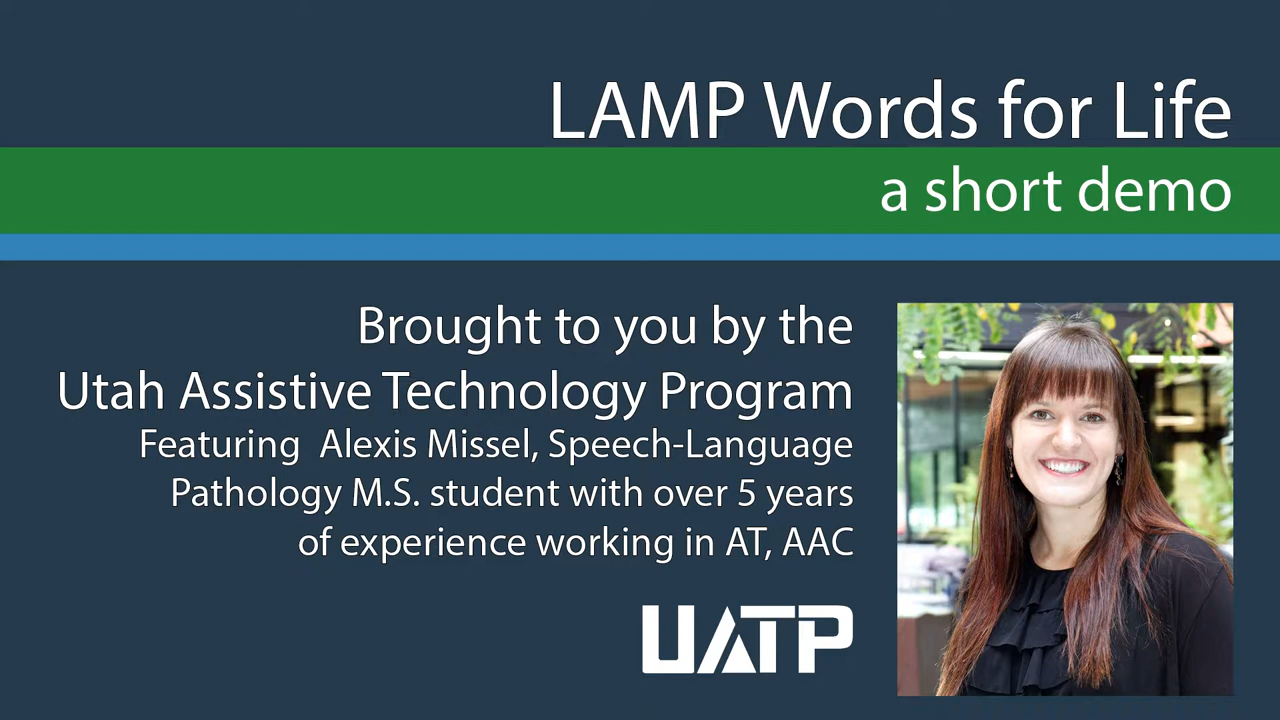 LAMP Words for Life
a short demo
Brought to you by the
Utah Assistive Technology Program
Featuring  Alexis Missel, Speech-Language
Pathology M.S. student with over 5 years
of experience working in AT, AAC
UATP